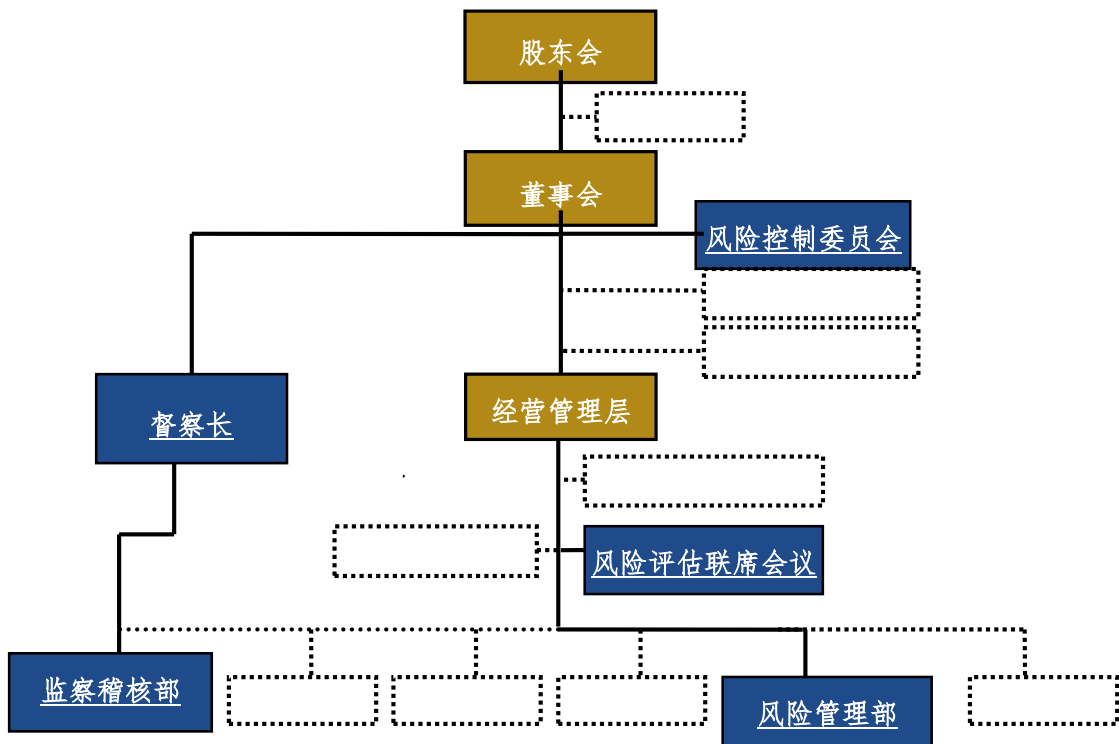 股东会
董事会
风险控制委员会
督察长
经营管理层
风险评估联席会议
监察稽核部
风险管理部